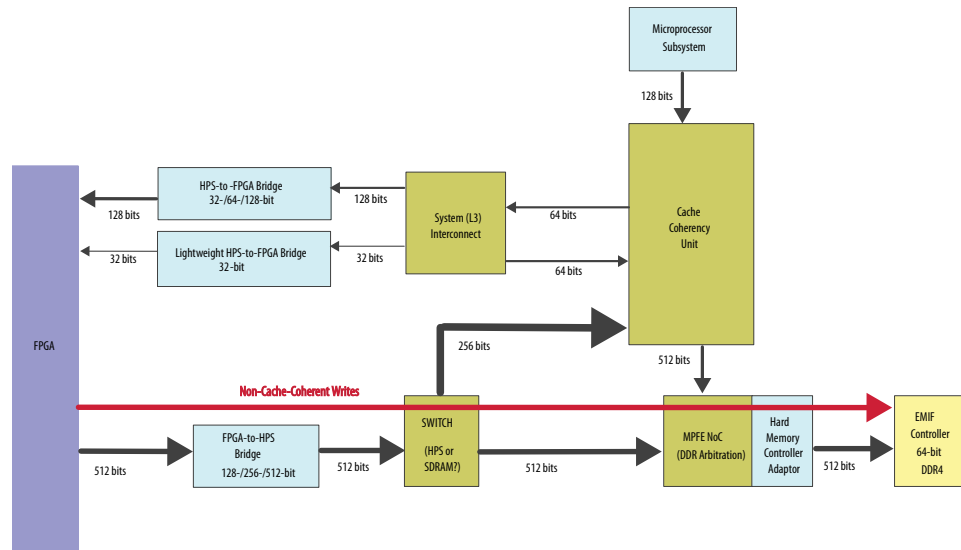 Microprocessor
Subsystem
128 bits
HPS-to -FPGA Bridge
32-/64-/128-bit
128 bits
128 bits
System (L3)
Interconnect
64 bits
64 bits
Cache
Coherency
Unit
Lightweight HPS-to-FPGA Bridge
32-bit
32 bits
32 bits
FPGA
256 bits
512 bits
Non-Cache-Coherent Writes
FPGA-to-HPS
Bridge
128-/256-/512-bit
512 bits
512 bits
SWITCH
(HPS or
SDRAM?)
512 bits
MPFE NoC
(DDR Arbitration)
Hard
Memory
Controller
Adaptor
512 bits
EMIF
Controller
64-bit
DDR4